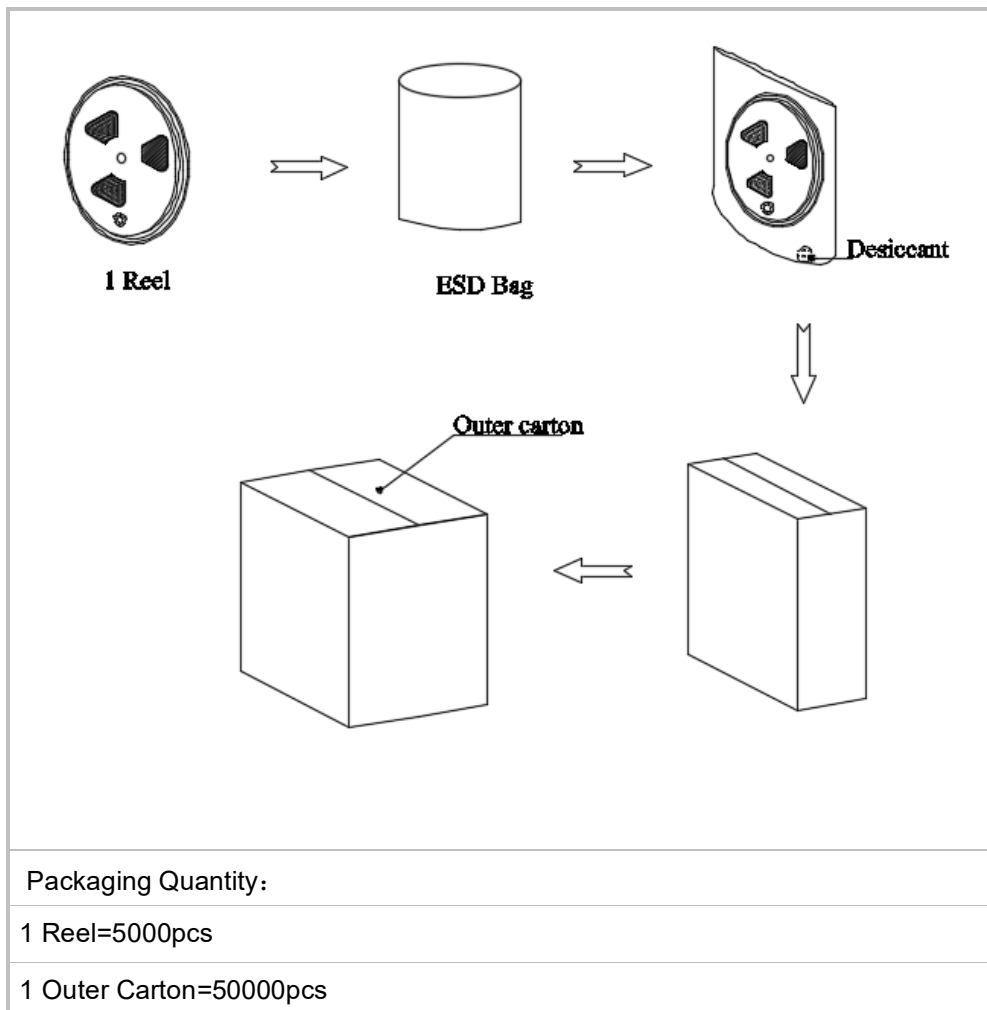 1 Reel
ESD Bag
Desiccant
Outer carton
Packaging Quantity：
1 Reel=5000pcs
1 Outer Carton=50000pcs